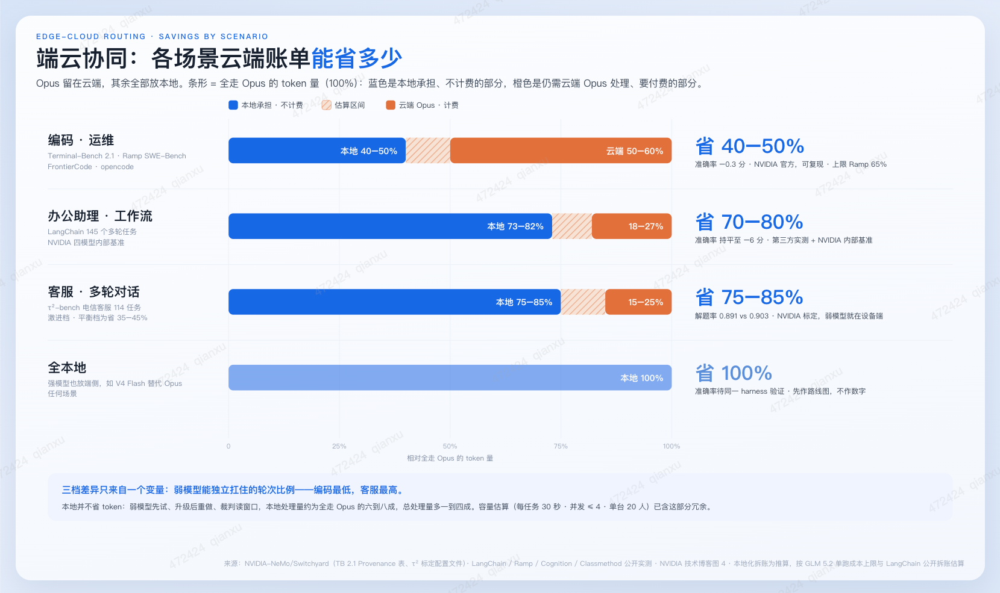 EDGE-CLOUD ROUTING · SAVINGS BY SCENARIO
端云协同：各场景云端账单能省多少
Opus 留在云端，其余全部放本地。条形 = 全走 Opus 的 token 量（100%）：蓝色是本地承担、不计费的部分，橙色是仍需云端 Opus 处理、要付费的部分。
本地承担 · 不计费 估算区间 云端 Opus · 计费
编码 · 运维
Terminal-Bench 2.1 · Ramp SWE-Bench
FrontierCode · opencode
本地 40–50% 云端 50–60%
省 40–50%
准确率 −0.3 分 · NVIDIA 官方，可复现 · 上限 Ramp 65%
办公助理 · 工作流
LangChain 145 个多轮任务
NVIDIA 四模型内部基准
本地 73–82% 18–27%
省 70–80%
准确率 持平至 −6 分 · 第三方实测 + NVIDIA 内部基准
客服 · 多轮对话
τ²-bench 电信客服 114 任务
激进档 · 平衡档为省 35–45%
本地 75–85% 15–25%
省 75–85%
解题率 0.891 vs 0.903 · NVIDIA 标定，弱模型就在设备端
全本地
强模型也放端侧，如 V4 Flash 替代 Opus
任何场景
本地 100%
省 100%
准确率待同一 harness 验证 · 先作路线图，不作数字
0 25% 50% 75% 100%
相对全走 Opus 的 token 量
三档差异只来自一个变量：弱模型能独立扛住的轮次比例——编码最低，客服最高。
本地并不省 token：弱模型先试、升级后重做、裁判读窗口，本地处理量约为全走 Opus 的六到八成，总处理量多一到四成。容量估算（每任务 30 秒 · 并发 ≤ 4 · 单台 20 人）已含这部分冗余。
来源：NVIDIA-NeMo/Switchyard（TB 2.1 Provenance 表、τ² 标定配置文件）· LangChain / Ramp / Cognition / Classmethod 公开实测 · NVIDIA 技术博客图 4 · 本地化拆账为推算，按 GLM 5.2 单跑成本上限与 LangChain 公开拆账估算
472424 qianxu